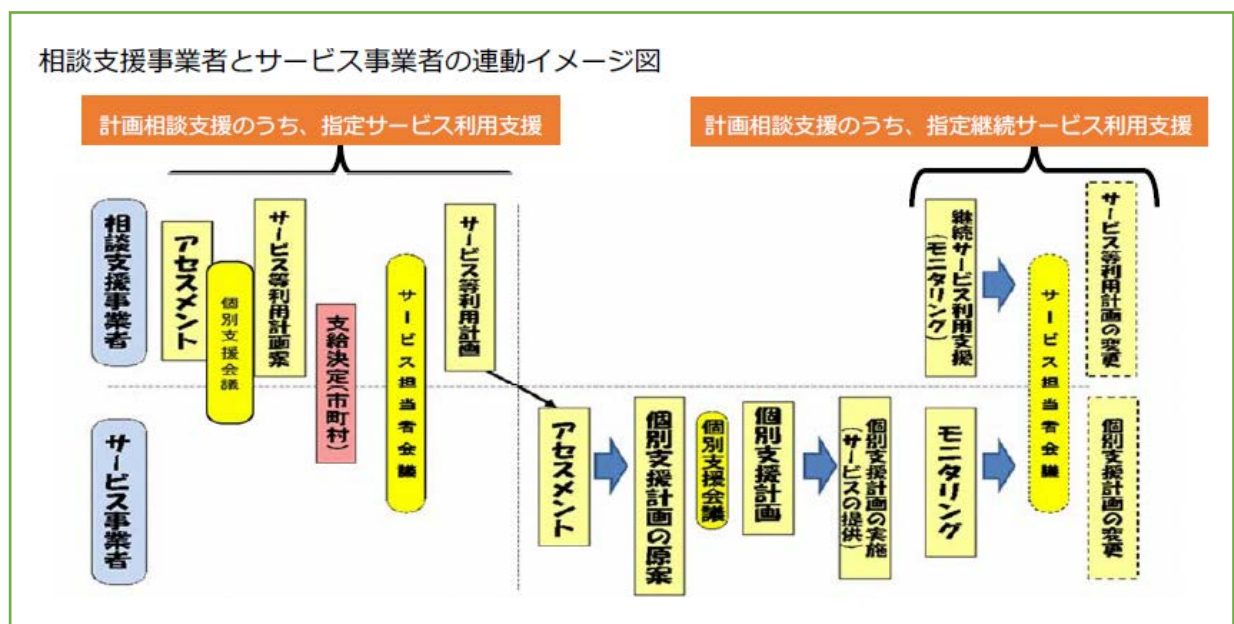 相談支援事業者とサービス事業者の連動イメージ図
計画相談支援のうち、指定サービス利用支援
計画相談支援のうち、指定継続サービス利用支援
相談支援事業者
アセスメント
個別支援会議
サービス等利用計画案
支給決定(市町村)
サービス担当者会議
サービス等利用計画
継続サービス利用支援
(モニタリング)
サービス担当者会議
サービス等利用計画の変更
サービス事業者
アセスメント
個別支援計画の原案
個別支援会議
個別支援計画
個別支援計画の実施
(サービスの提供)
モニタリング
個別支援計画の変更